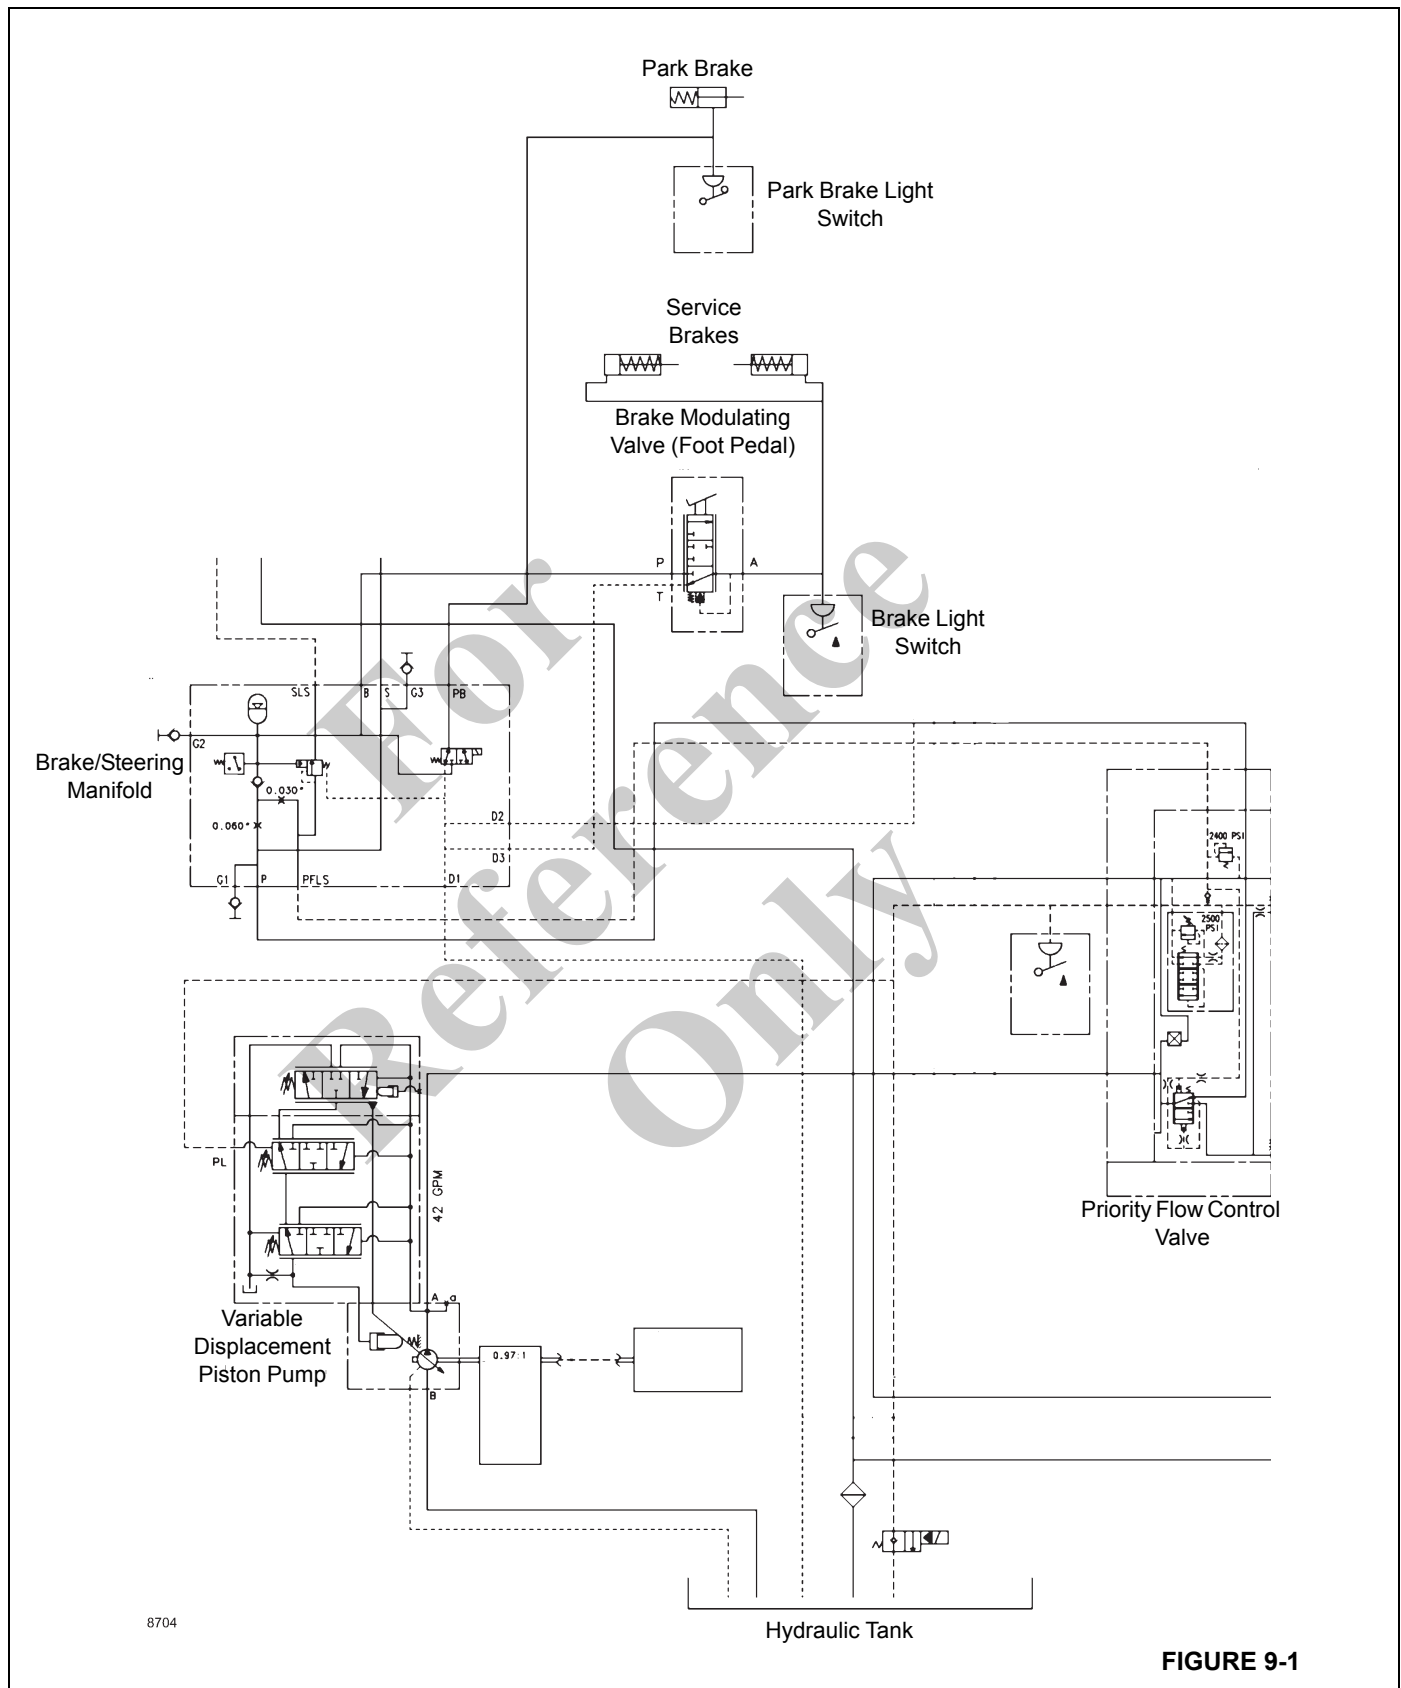 Park Brake
Park Brake Light
Switch
Service
Brakes
Brake Modulating
Valve (Foot Pedal)
P
A
T
Brake Light
Switch
SLS
B
S
G3
PB
G2
Brake/Steering
Manifold
0.030"
0.060"
D2
D3
G1
P
PFLS
D1
2400 PSI
2500
PSI
PL
42 GPM
Priority Flow Control
Valve
A
a
Variable
Displacement
Piston Pump
0.97:1
B
Hydraulic Tank
8704
FIGURE 9-1
For
Reference
Only